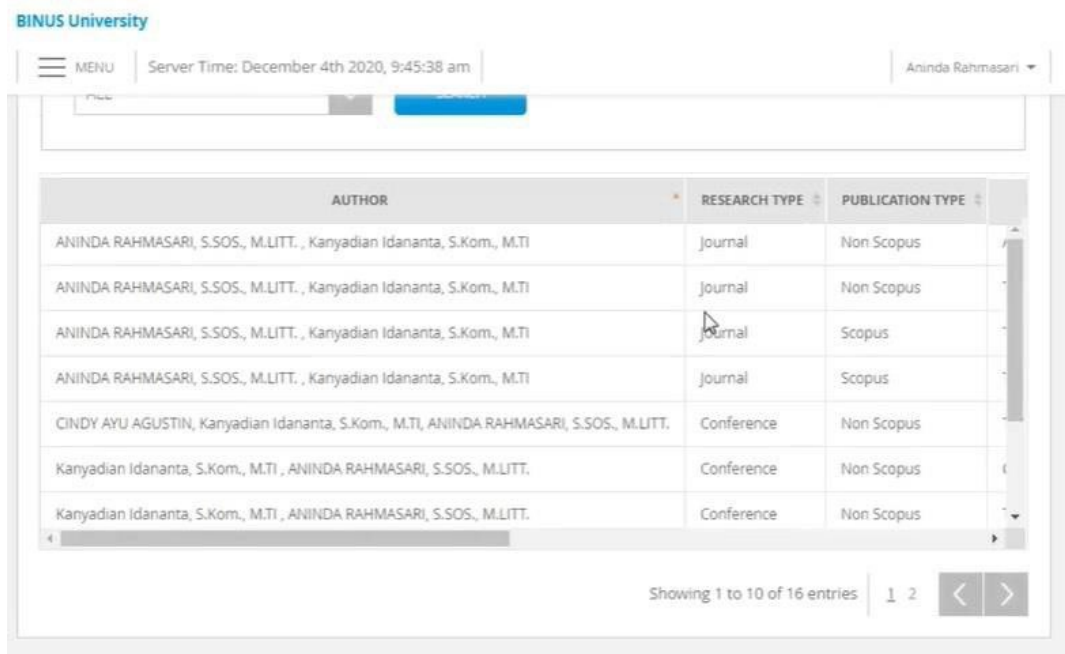 BINUS University
MENU Server Time: December 4th 2020, 9:45:38 am Aninda Rahmasari
ALL SEARCH
AUTHOR RESEARCH TYPE PUBLICATION TYPE
ANINDA RAHMASARI, S.SOS., M.LITT. , Kanyadian Idananta, S.Kom., M.TI Journal Non Scopus
ANINDA RAHMASARI, S.SOS., M.LITT. , Kanyadian Idananta, S.Kom., M.TI Journal Non Scopus
ANINDA RAHMASARI, S.SOS., M.LITT. , Kanyadian Idananta, S.Kom., M.TI Journal Scopus
ANINDA RAHMASARI, S.SOS., M.LITT. , Kanyadian Idananta, S.Kom., M.TI Journal Scopus
CINDY AYU AGUSTIN, Kanyadian Idananta, S.Kom., M.TI, ANINDA RAHMASARI, S.SOS., M.LITT. Conference Non Scopus
Kanyadian Idananta, S.Kom., M.TI , ANINDA RAHMASARI, S.SOS., M.LITT. Conference Non Scopus
Kanyadian Idananta, S.Kom., M.TI , ANINDA RAHMASARI, S.SOS., M.LITT. Conference Non Scopus
Showing 1 to 10 of 16 entries 1 2